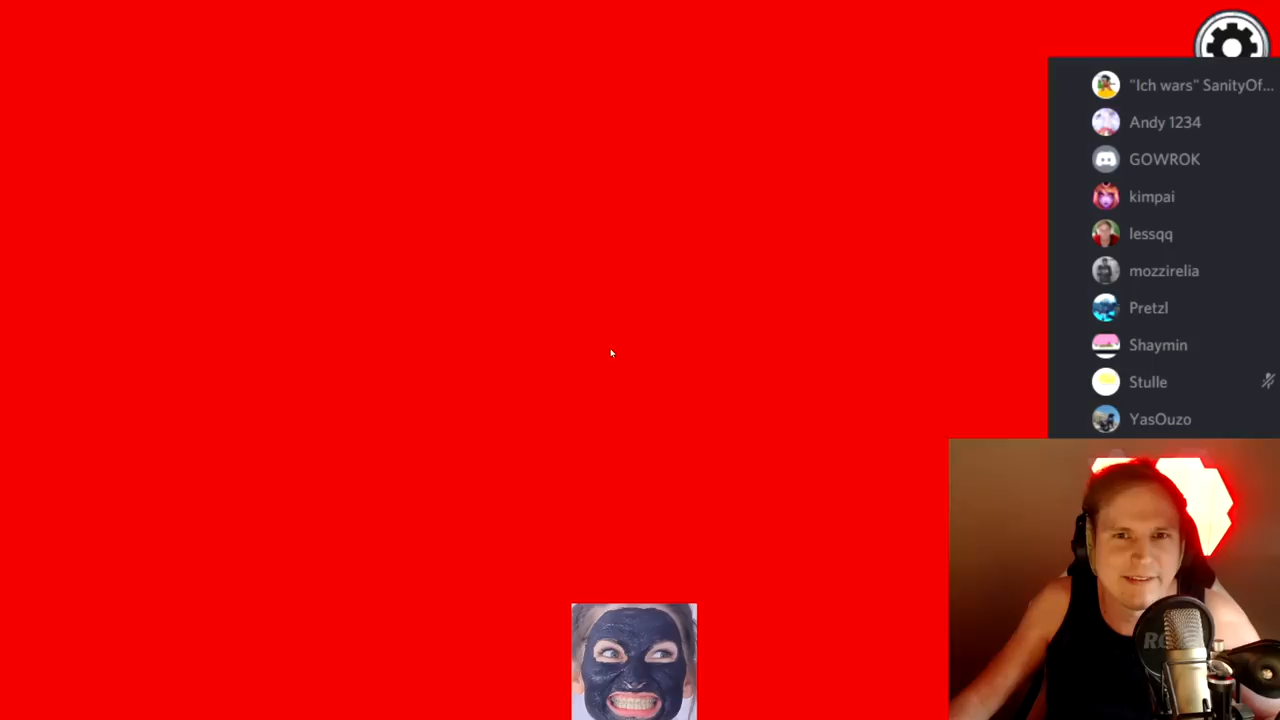 "Ich wars" SanityOf...
Andy 1234
GOWROK
kimpai
lessqq
mozzirelia
Pretzl
Shaymin
Stulle
YasOuzo